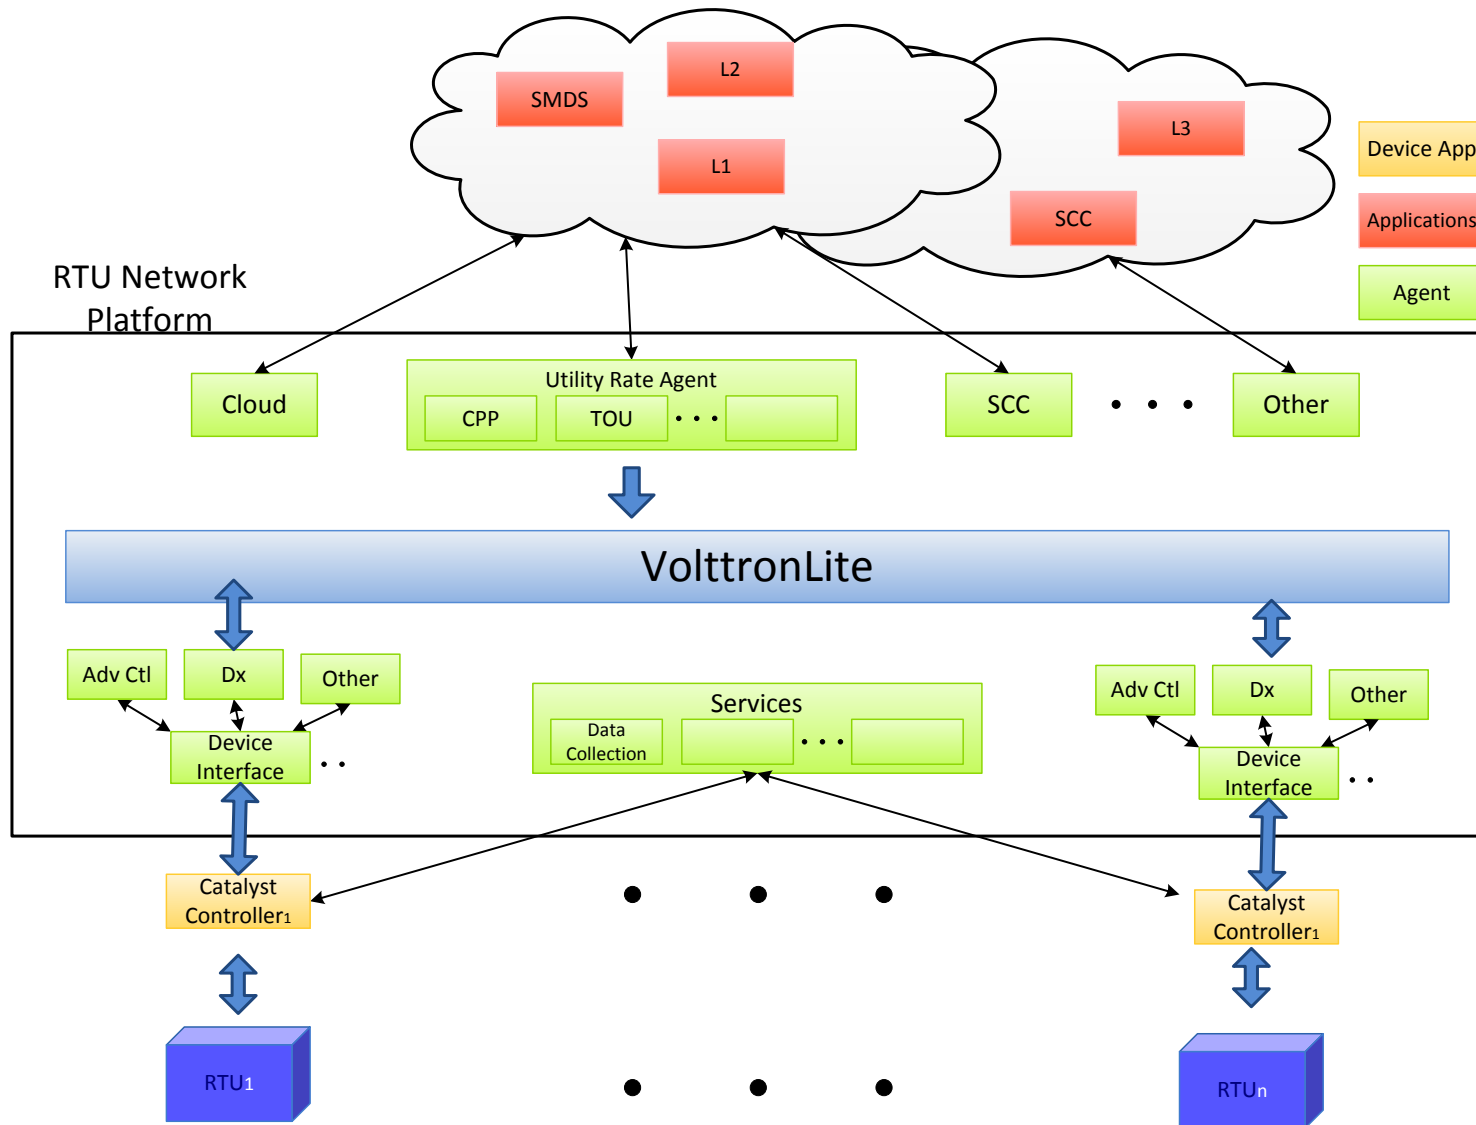 L2
SMDS
L3
Device App
L1
SCC
Applications
Agent
RTU Network
Platform
Utility Rate Agent
Cloud
CPP
TOU
• • •
SCC
• • •
Other
VolttronLite
Adv Ctl
Dx
Other
Device
Interface
• •
Services
Data
Collection
• • •
Adv Ctl
Dx
Other
Device
Interface
• •
Catalyst
Controller1
• • •
Catalyst
Controller1
RTU1
• • •
RTUn